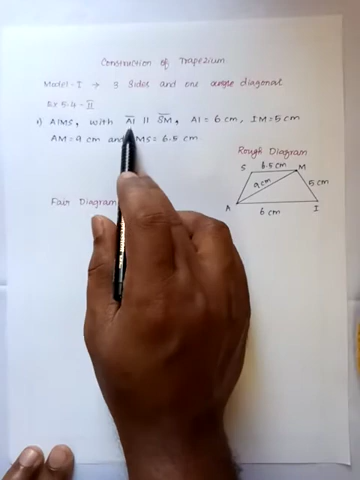 Construction of Trapezium
Model-I → 3 sides and one angle diagonal
Ex 5.4 - II
1) AIMS, with AI || SM, AI = 6 cm, IM = 5 cm
AM = 9 cm and MS = 6.5 cm.
Rough Diagram
S 6.5 cm M
9 cm 5 cm
A 6 cm I
Fair Diagram